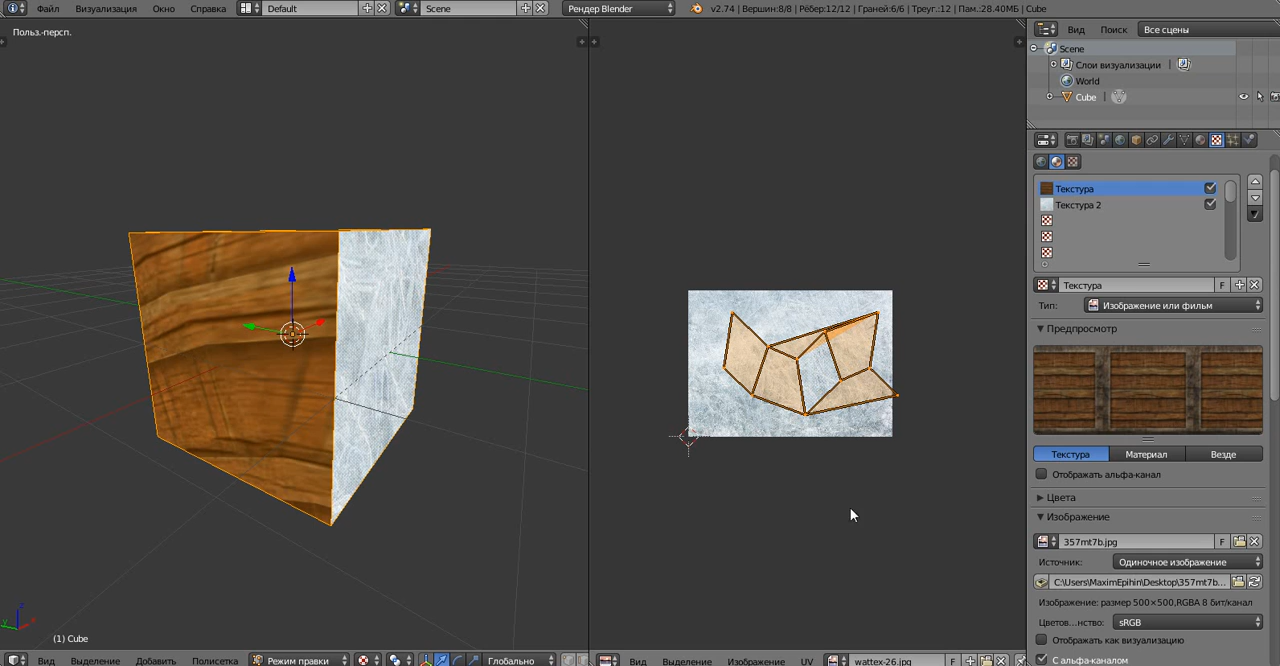 Файл Визуализация Окно Справка Default Scene Рендер Blender v2.74 | Вершин:8/8 | Рёбер:12/12 | Граней:6/6 | Треуг.:12 | Пам.:28.40МБ | Cube
Польз.-персп.
Вид Поиск Все сцены
Scene
Слои визуализации
World
Cube
Текстура
Текстура 2
Текстура F
Тип: Изображение или фильм
Предпросмотр
Текстура Материал Везде
Отображать альфа-канал
Цвета
Изображение
357mt7b.jpg F
Источник: Одиночное изображение
C:\Users\MaximEpihin\Desktop\357mt7b...
Изображение: размер 500×500,RGBA 8 бит/канал
Цветов...нство: sRGB
Отображать как визуализацию
С альфа-каналом
(1) Cube
Вид Выделение Добавить Полисетка Режим правки Глобально
Вид Выделение Изображение UV wattex-26.jpg F